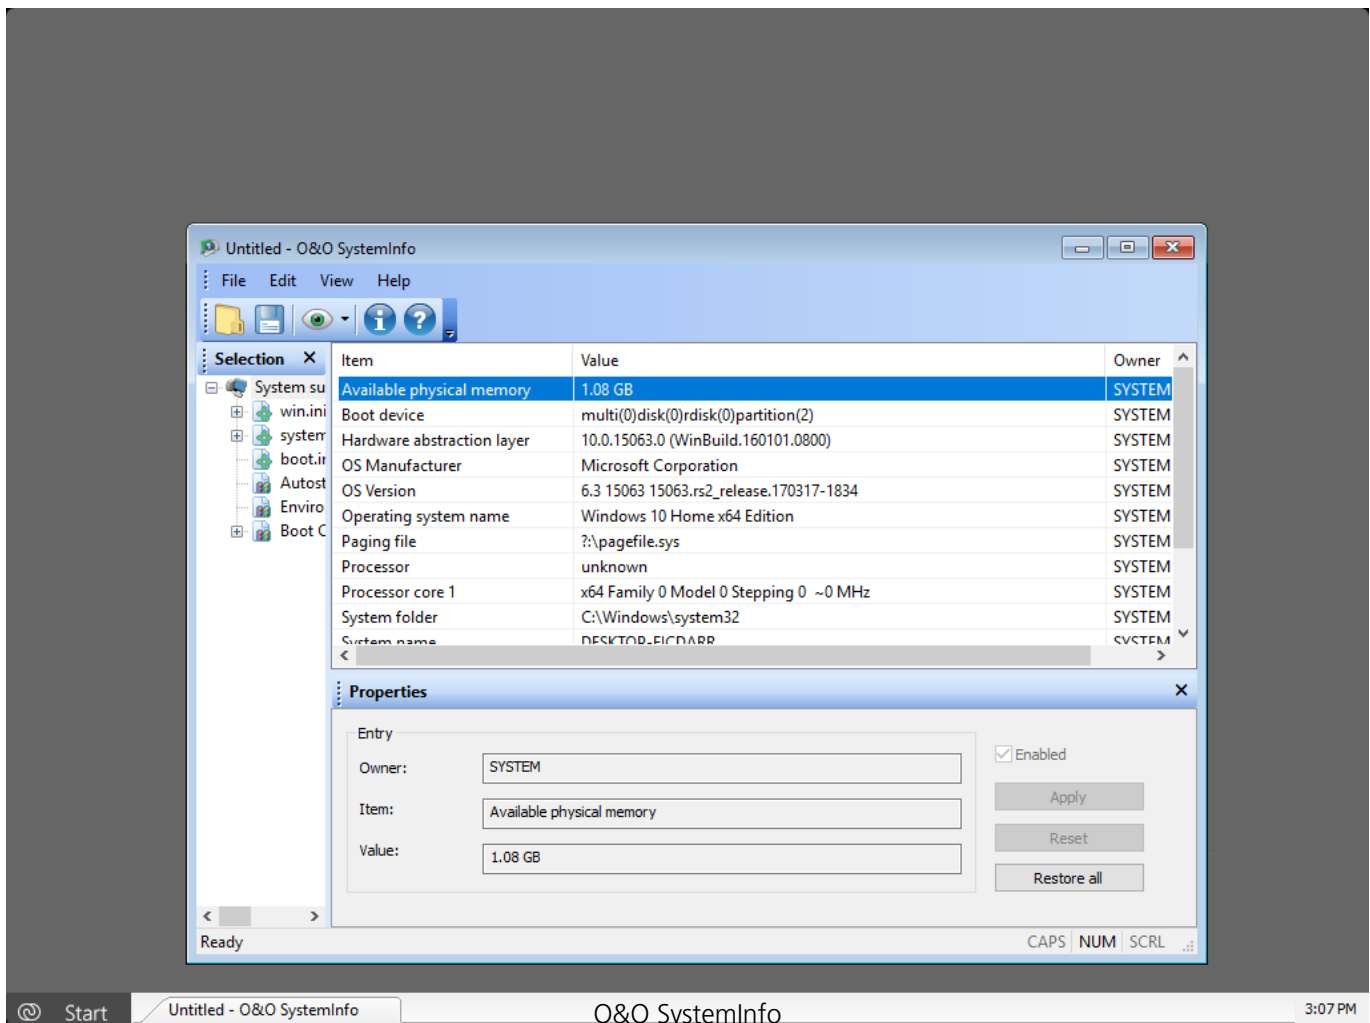 Untitled - O&O SystemInfo
File Edit View Help
Selection
Item Value Owner
System su
win.ini
system
boot.ir
Autost
Enviro
Boot C
Available physical memory 1.08 GB SYSTEM
Boot device multi(0)disk(0)rdisk(0)partition(2) SYSTEM
Hardware abstraction layer 10.0.15063.0 (WinBuild.160101.0800) SYSTEM
OS Manufacturer Microsoft Corporation SYSTEM
OS Version 6.3 15063 15063.rs2_release.170317-1834 SYSTEM
Operating system name Windows 10 Home x64 Edition SYSTEM
Paging file ?:\pagefile.sys SYSTEM
Processor unknown SYSTEM
Processor core 1 x64 Family 0 Model 0 Stepping 0 ~0 MHz SYSTEM
System folder C:\Windows\system32 SYSTEM
System name SYSTEM
Properties
Entry
Owner: SYSTEM
Item: Available physical memory
Value: 1.08 GB
Enabled
Apply
Reset
Restore all
Ready CAPS NUM SCRL
Start Untitled - O&O SystemInfo 3:07 PM
O&O SystemInfo